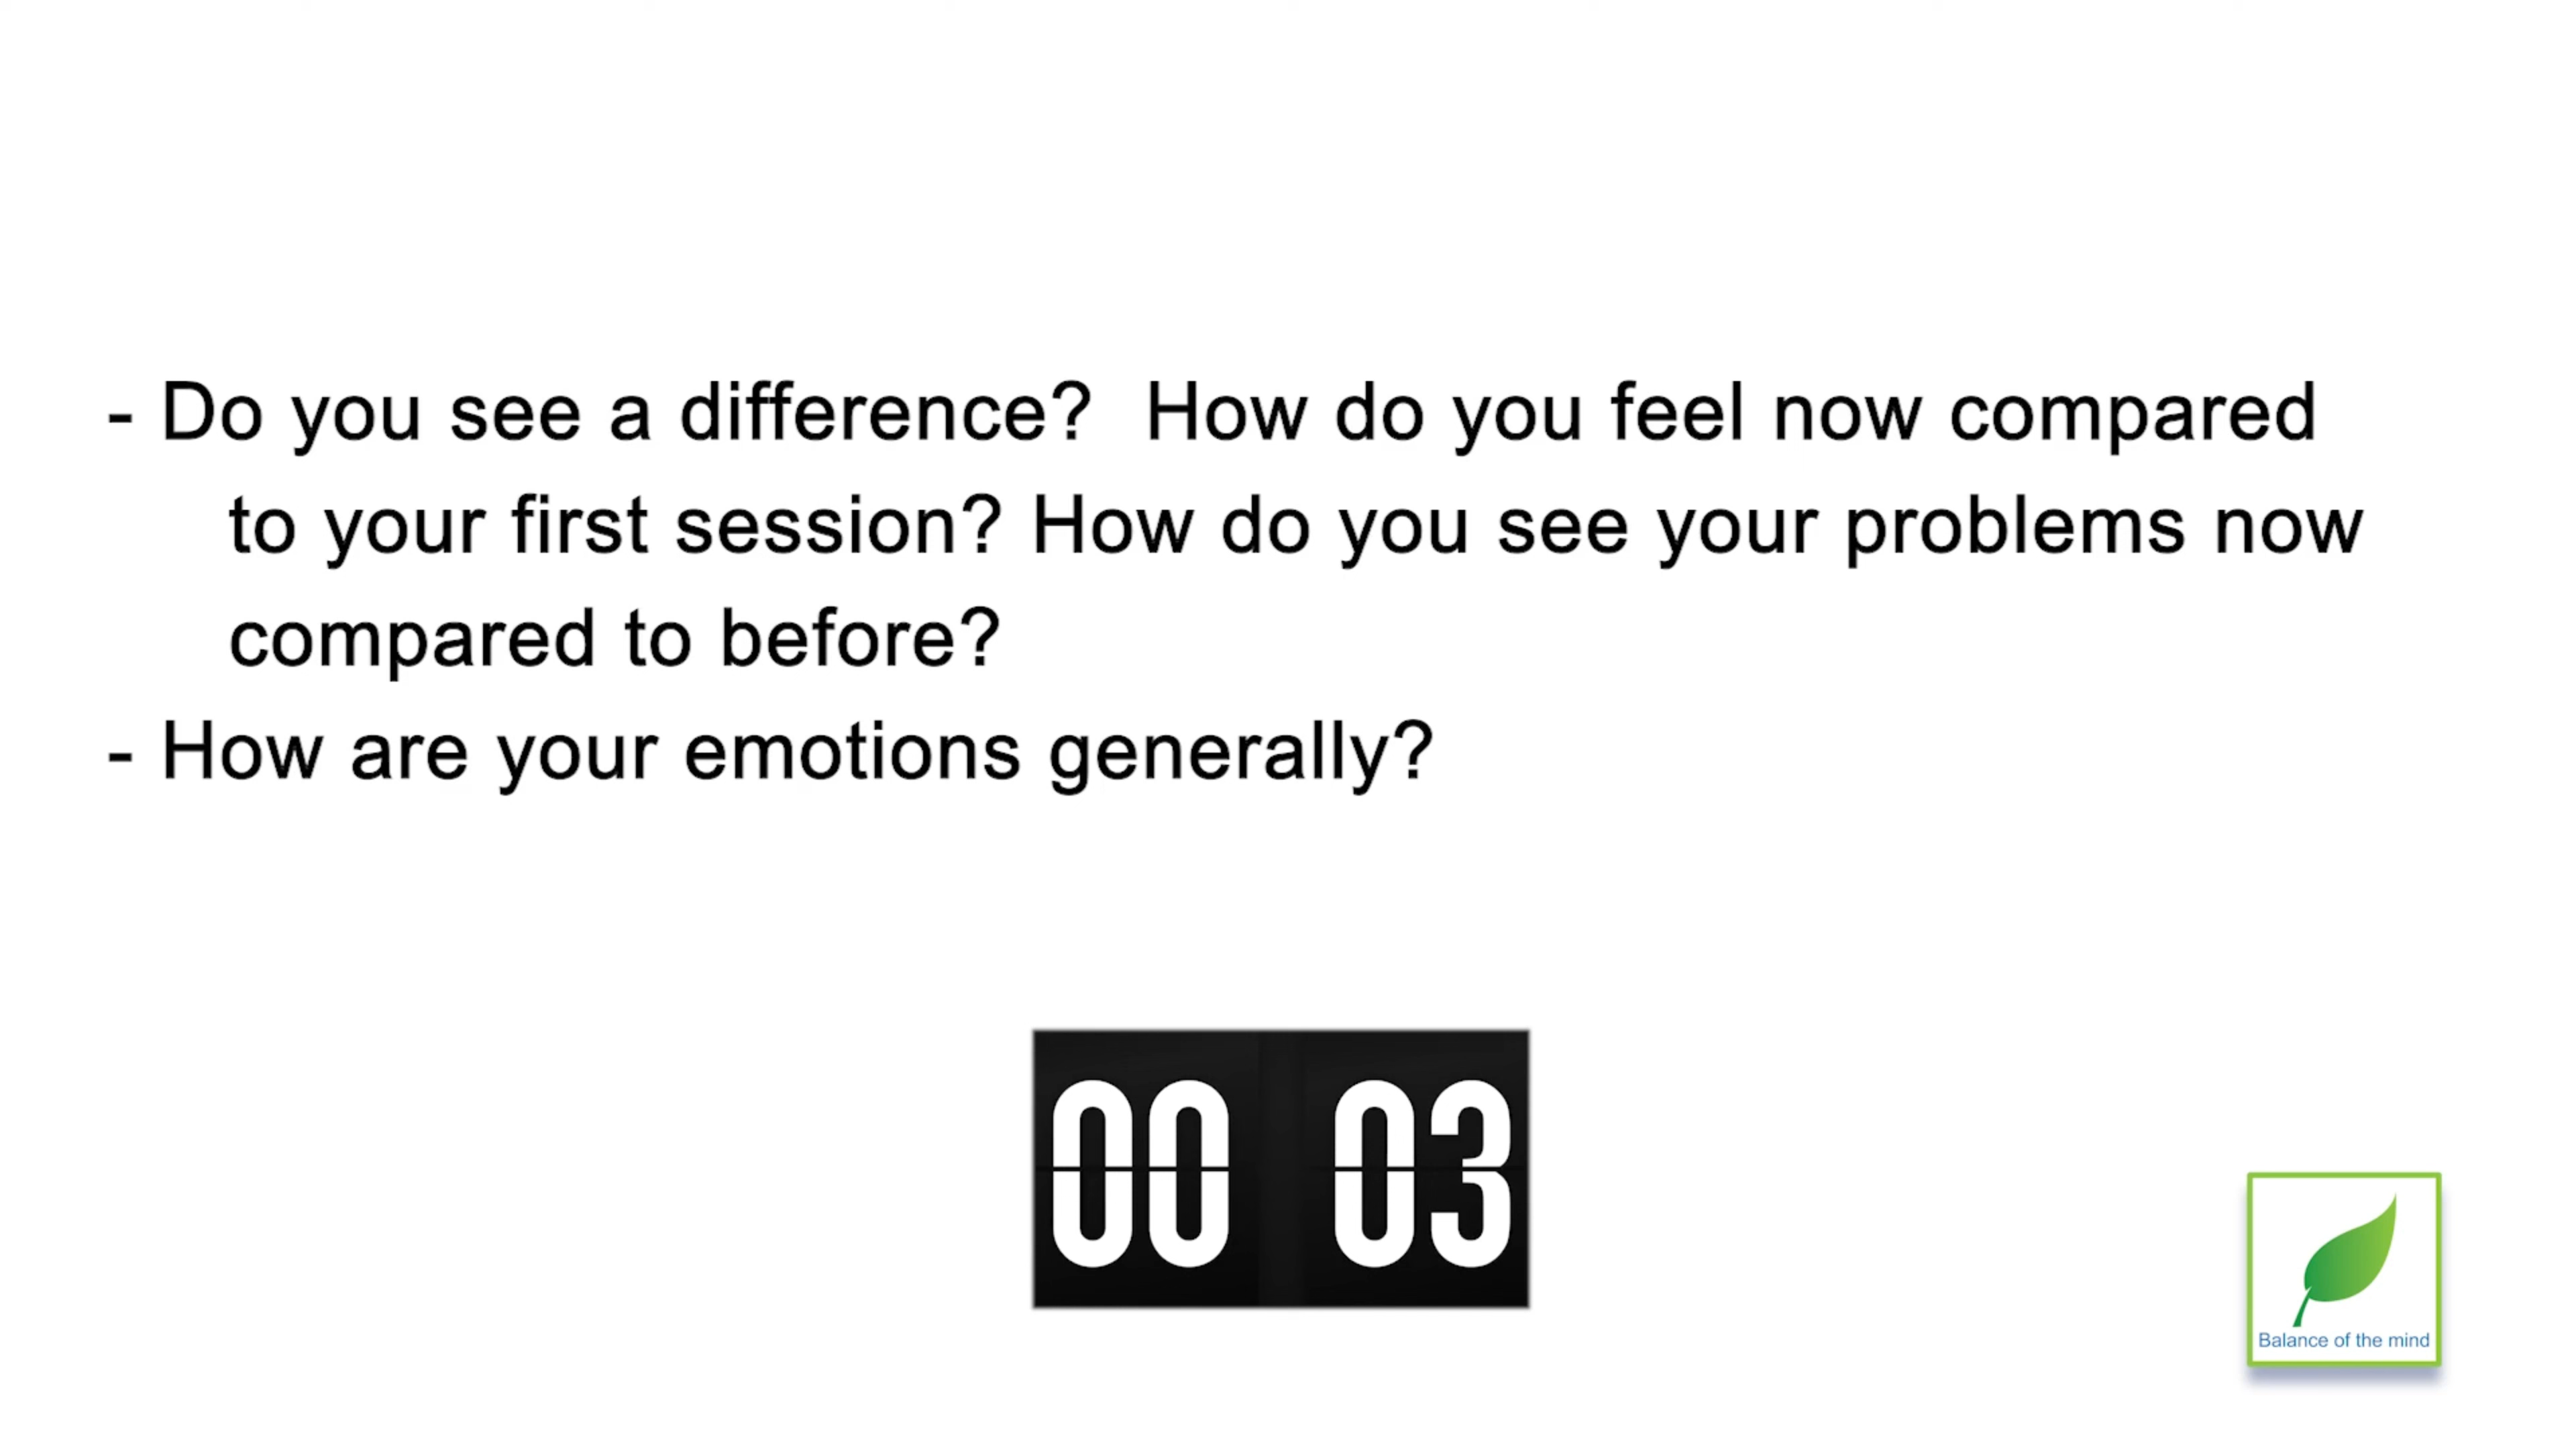 - Do you see a difference?  How do you feel now compared
to your first session? How do you see your problems now
compared to before?
- How are your emotions generally?
00 03
Balance of the mind